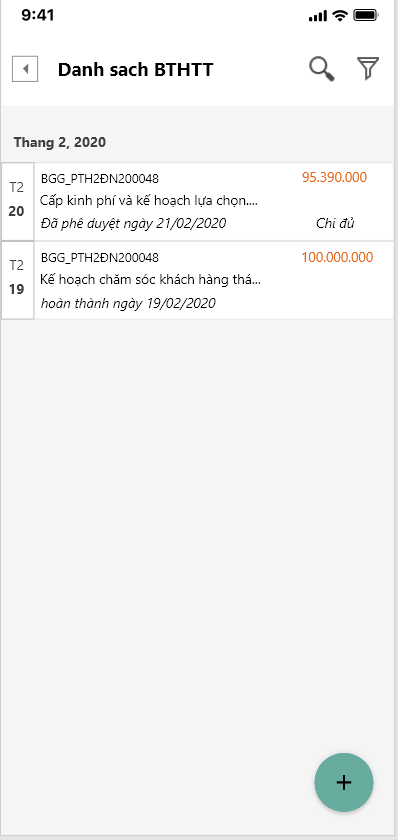 9:41
Danh sach BTHTT
Thang 2, 2020
T2
20
BGG_PTH2ĐN200048
95.390.000
Cấp kinh phí và kế hoạch lựa chọn....
Đã phê duyệt ngày 21/02/2020
Chi đủ
T2
19
BGG_PTH2ĐN200048
100.000.000
Kế hoạch chăm sóc khách hàng thá...
hoàn thành ngày 19/02/2020
+